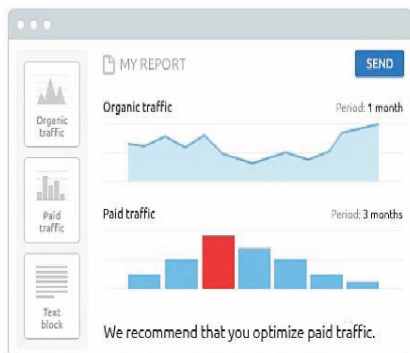 MY REPORT
SEND
Organic traffic
Period: 1 month
Organic
traffic
Paid traffic
Period: 3 months
Paid
traffic
Text
block
We recommend that you optimize paid traffic.